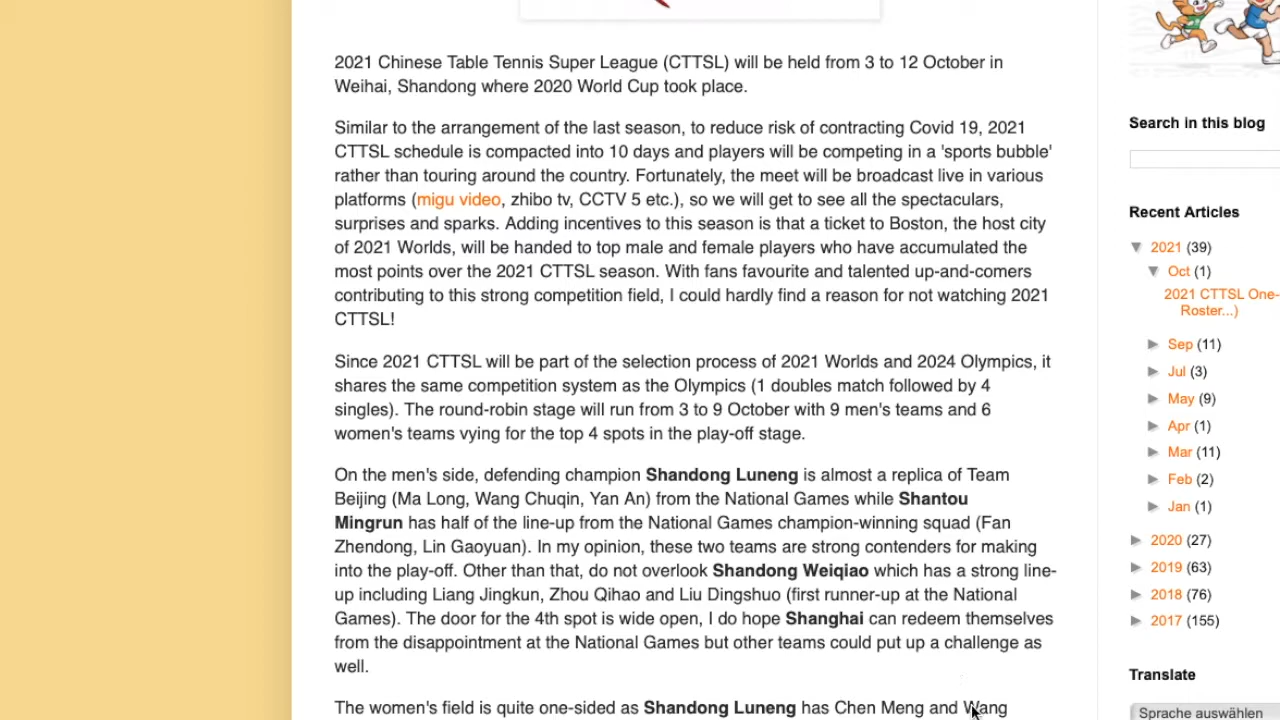 2021 Chinese Table Tennis Super League (CTTSL) will be held from 3 to 12 October in
Weihai, Shandong where 2020 World Cup took place.
Similar to the arrangement of the last season, to reduce risk of contracting Covid 19, 2021
CTTSL schedule is compacted into 10 days and players will be competing in a 'sports bubble'
rather than touring around the country. Fortunately, the meet will be broadcast live in various
platforms (migu video, zhibo tv, CCTV 5 etc.), so we will get to see all the spectaculars,
surprises and sparks. Adding incentives to this season is that a ticket to Boston, the host city
of 2021 Worlds, will be handed to top male and female players who have accumulated the
most points over the 2021 CTTSL season. With fans favourite and talented up-and-comers
contributing to this strong competition field, I could hardly find a reason for not watching 2021
CTTSL!
Since 2021 CTTSL will be part of the selection process of 2021 Worlds and 2024 Olympics, it
shares the same competition system as the Olympics (1 doubles match followed by 4
singles). The round-robin stage will run from 3 to 9 October with 9 men's teams and 6
women's teams vying for the top 4 spots in the play-off stage.
On the men's side, defending champion Shandong Luneng is almost a replica of Team
Beijing (Ma Long, Wang Chuqin, Yan An) from the National Games while Shantou
Mingrun has half of the line-up from the National Games champion-winning squad (Fan
Zhendong, Lin Gaoyuan). In my opinion, these two teams are strong contenders for making
into the play-off. Other than that, do not overlook Shandong Weiqiao which has a strong line-
up including Liang Jingkun, Zhou Qihao and Liu Dingshuo (first runner-up at the National
Games). The door for the 4th spot is wide open, I do hope Shanghai can redeem themselves
from the disappointment at the National Games but other teams could put up a challenge as
well.
The women's field is quite one-sided as Shandong Luneng has Chen Meng and Wang
Search in this blog
Recent Articles
2021 (39)
Oct (1)
2021 CTTSL One-
Roster...)
Sep (11)
Jul (3)
May (9)
Apr (1)
Mar (11)
Feb (2)
Jan (1)
2020 (27)
2019 (63)
2018 (76)
2017 (155)
Translate
Sprache auswählen